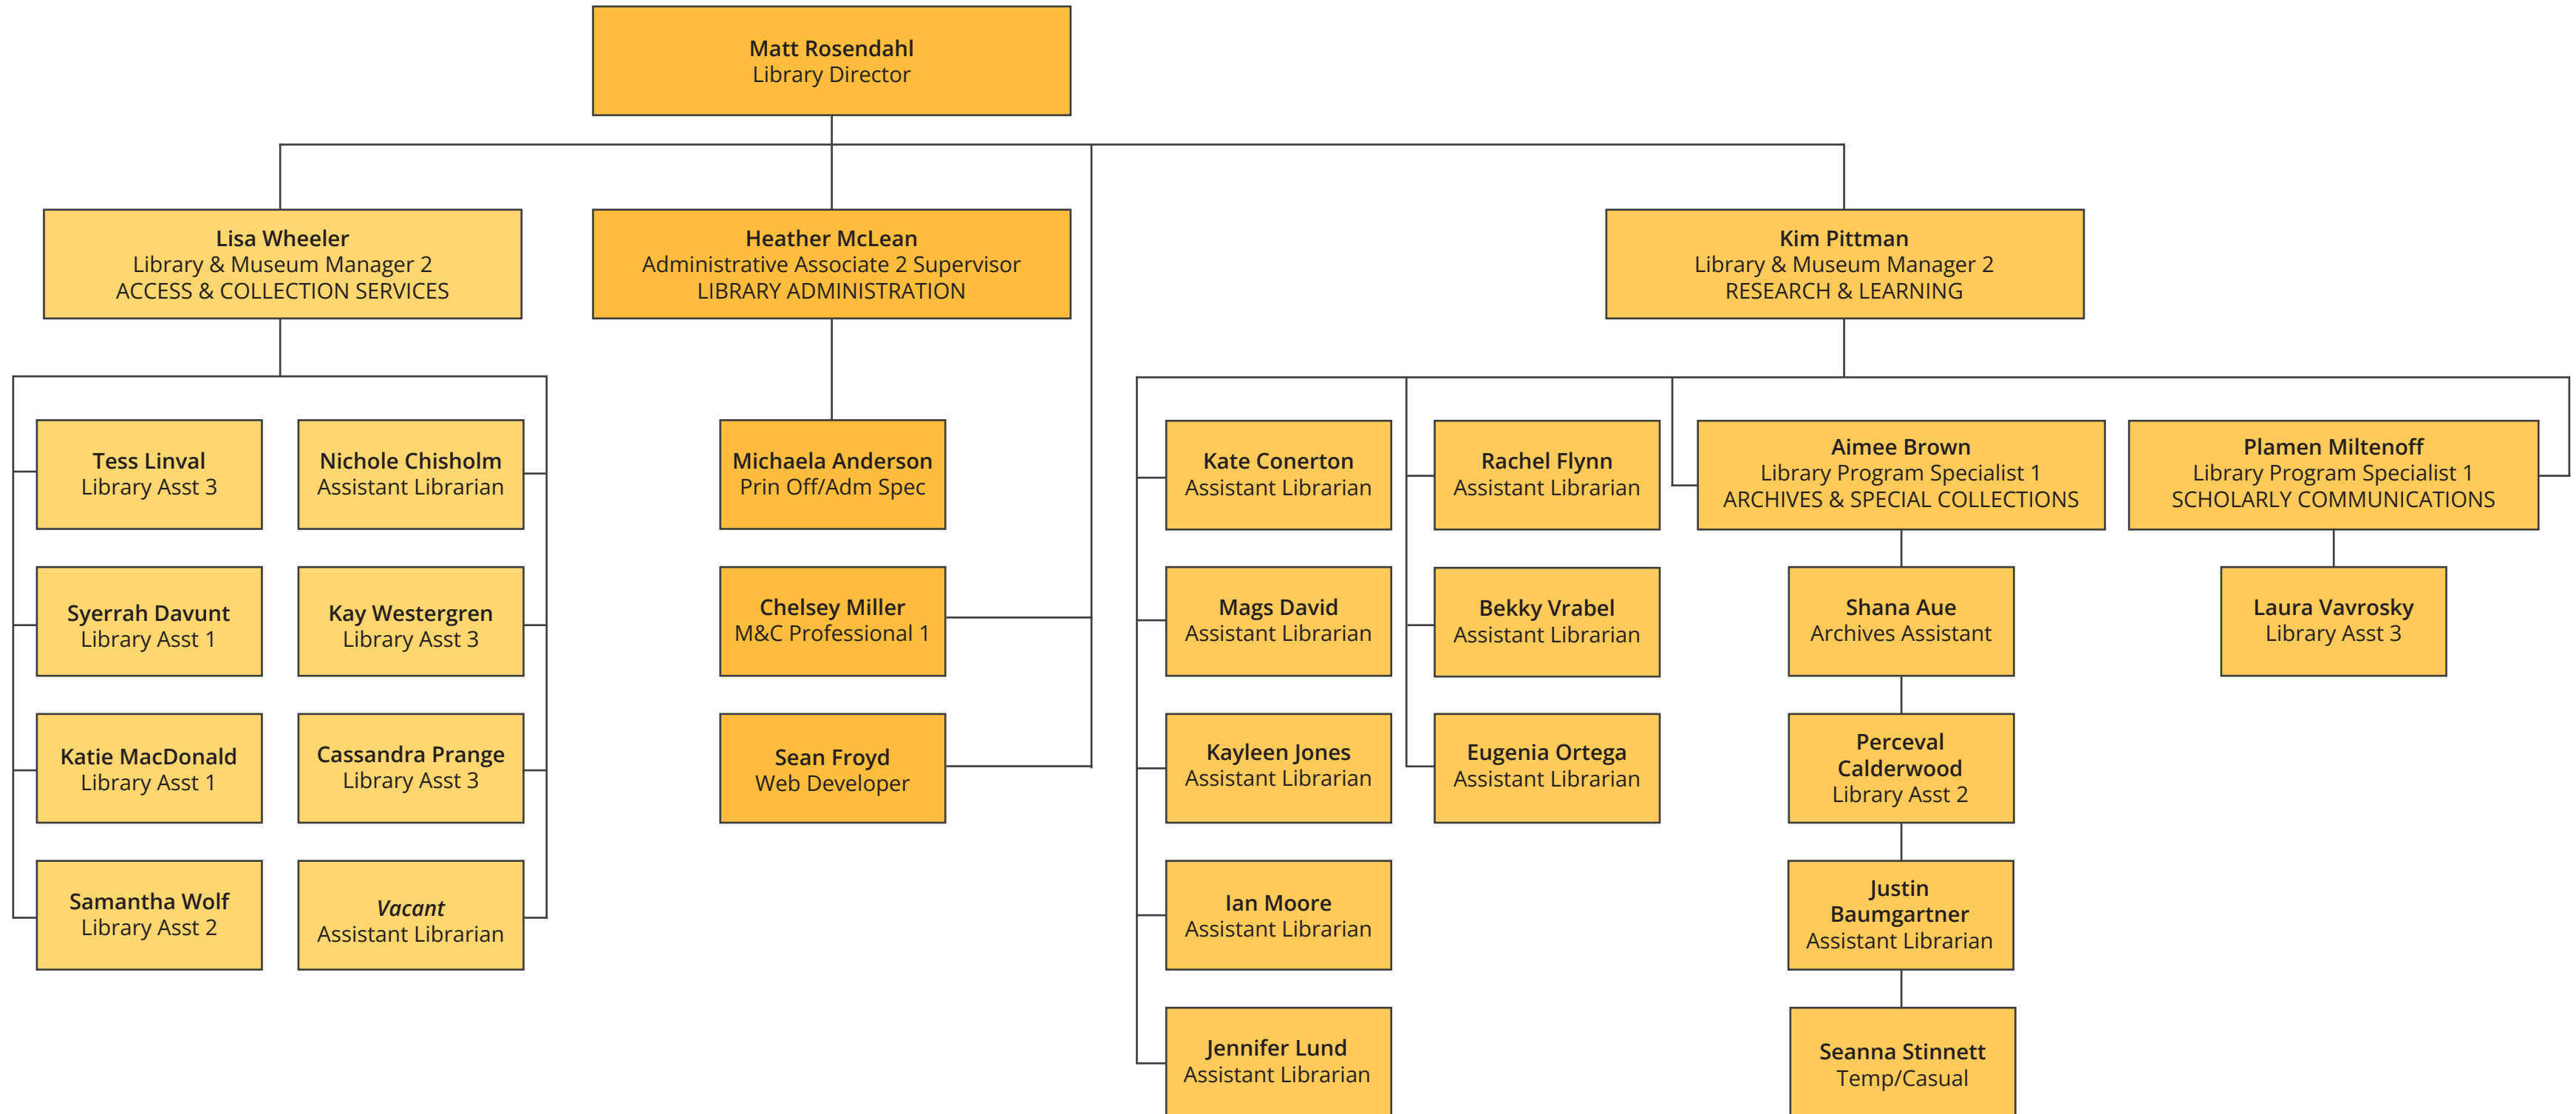 Matt Rosendahl
Library Director
Lisa Wheeler
Library & Museum Manager 2
ACCESS & COLLECTION SERVICES
Heather McLean
Administrative Associate 2 Supervisor
LIBRARY ADMINISTRATION
Kim Pittman
Library & Museum Manager 2
RESEARCH & LEARNING
Tess Linval
Library Asst 3
Nichole Chisholm
Assistant Librarian
Michaela Anderson
Prin Off/Adm Spec
Kate Conerton
Assistant Librarian
Rachel Flynn
Assistant Librarian
Aimee Brown
Library Program Specialist 1
ARCHIVES & SPECIAL COLLECTIONS
Plamen Miltenoff
Library Program Specialist 1
SCHOLARLY COMMUNICATIONS
Syerrah Davunt
Library Asst 1
Kay Westergren
Library Asst 3
Chelsey Miller
M&C Professional 1
Mags David
Assistant Librarian
Bekky Vrabel
Assistant Librarian
Shana Aue
Archives Assistant
Laura Vavrosky
Library Asst 3
Katie MacDonald
Library Asst 1
Cassandra Prange
Library Asst 3
Sean Froyd
Web Developer
Kayleen Jones
Assistant Librarian
Eugenia Ortega
Assistant Librarian
Perceval
Calderwood
Library Asst 2
Samantha Wolf
Library Asst 2
Vacant
Assistant Librarian
Ian Moore
Assistant Librarian
Justin
Baumgartner
Assistant Librarian
Jennifer Lund
Assistant Librarian
Seanna Stinnett
Temp/Casual